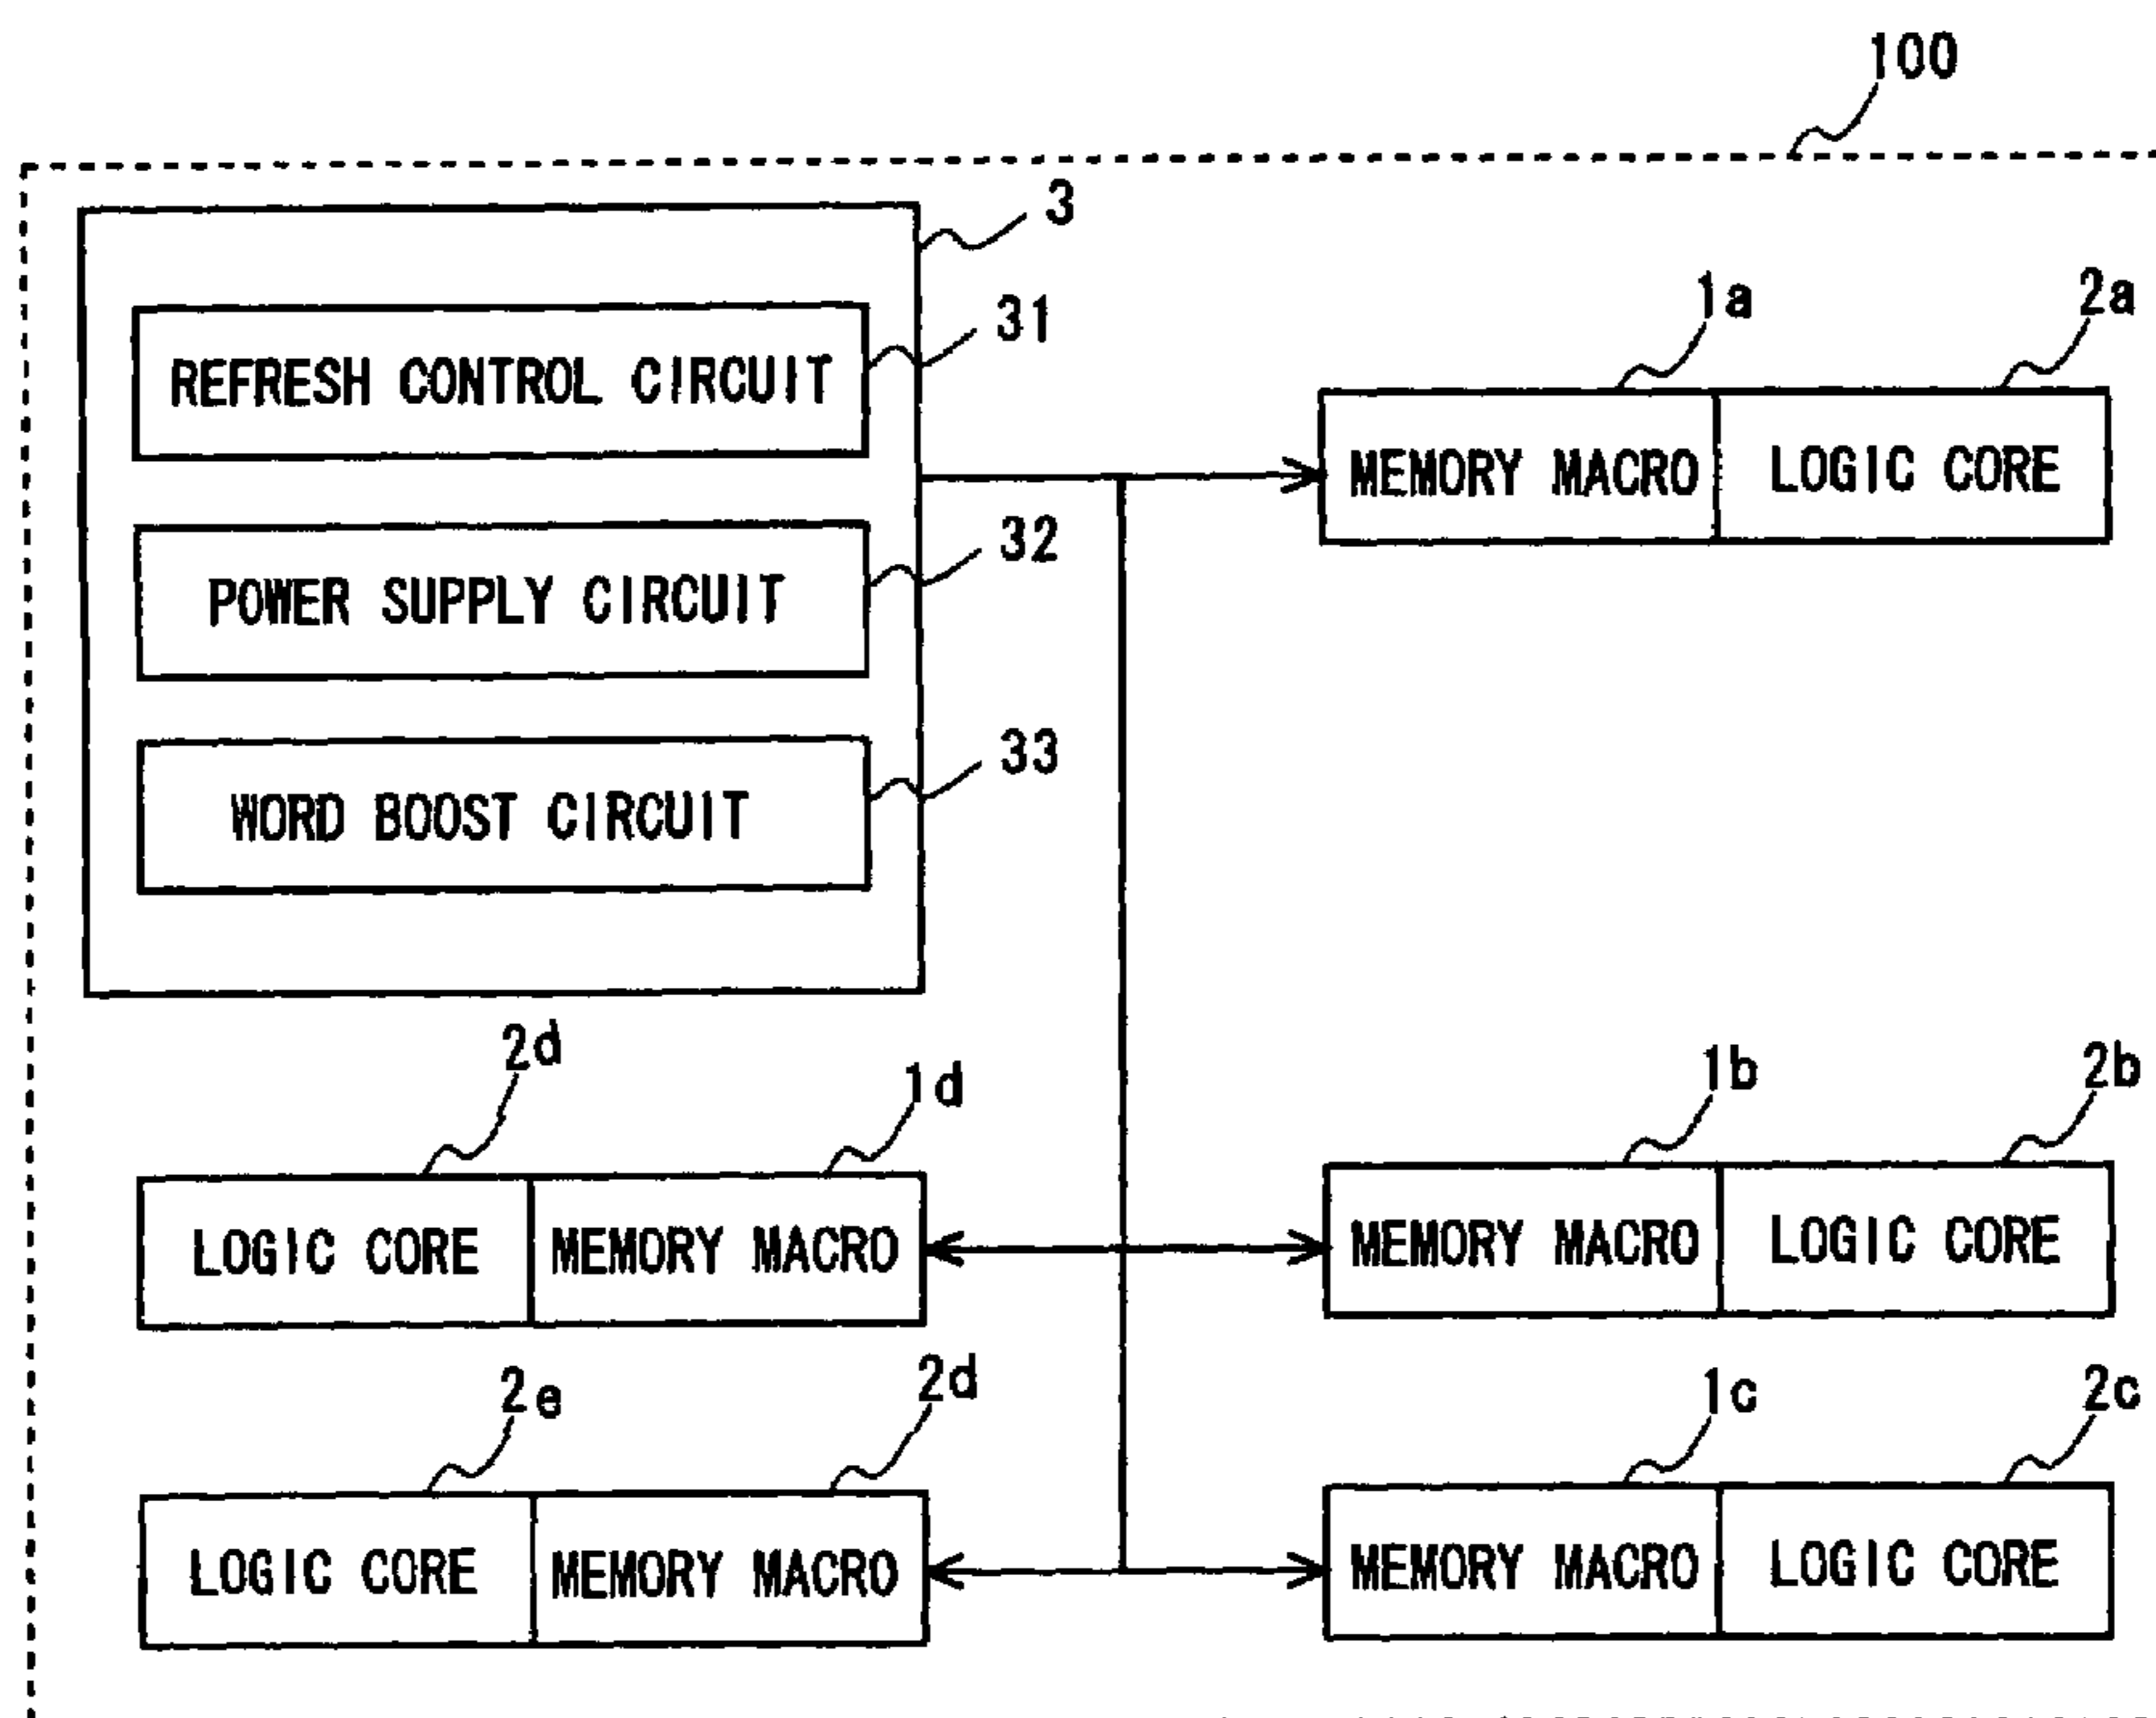 100
3
31
REFRESH CONTROL CIRCUIT
1a 2a
MEMORY MACRO LOGIC CORE
32
POWER SUPPLY CIRCUIT
33
WORD BOOST CIRCUIT
2d 1d 1b 2b
LOGIC CORE MEMORY MACRO MEMORY MACRO LOGIC CORE
2e 2d 1c 2c
LOGIC CORE MEMORY MACRO MEMORY MACRO LOGIC CORE